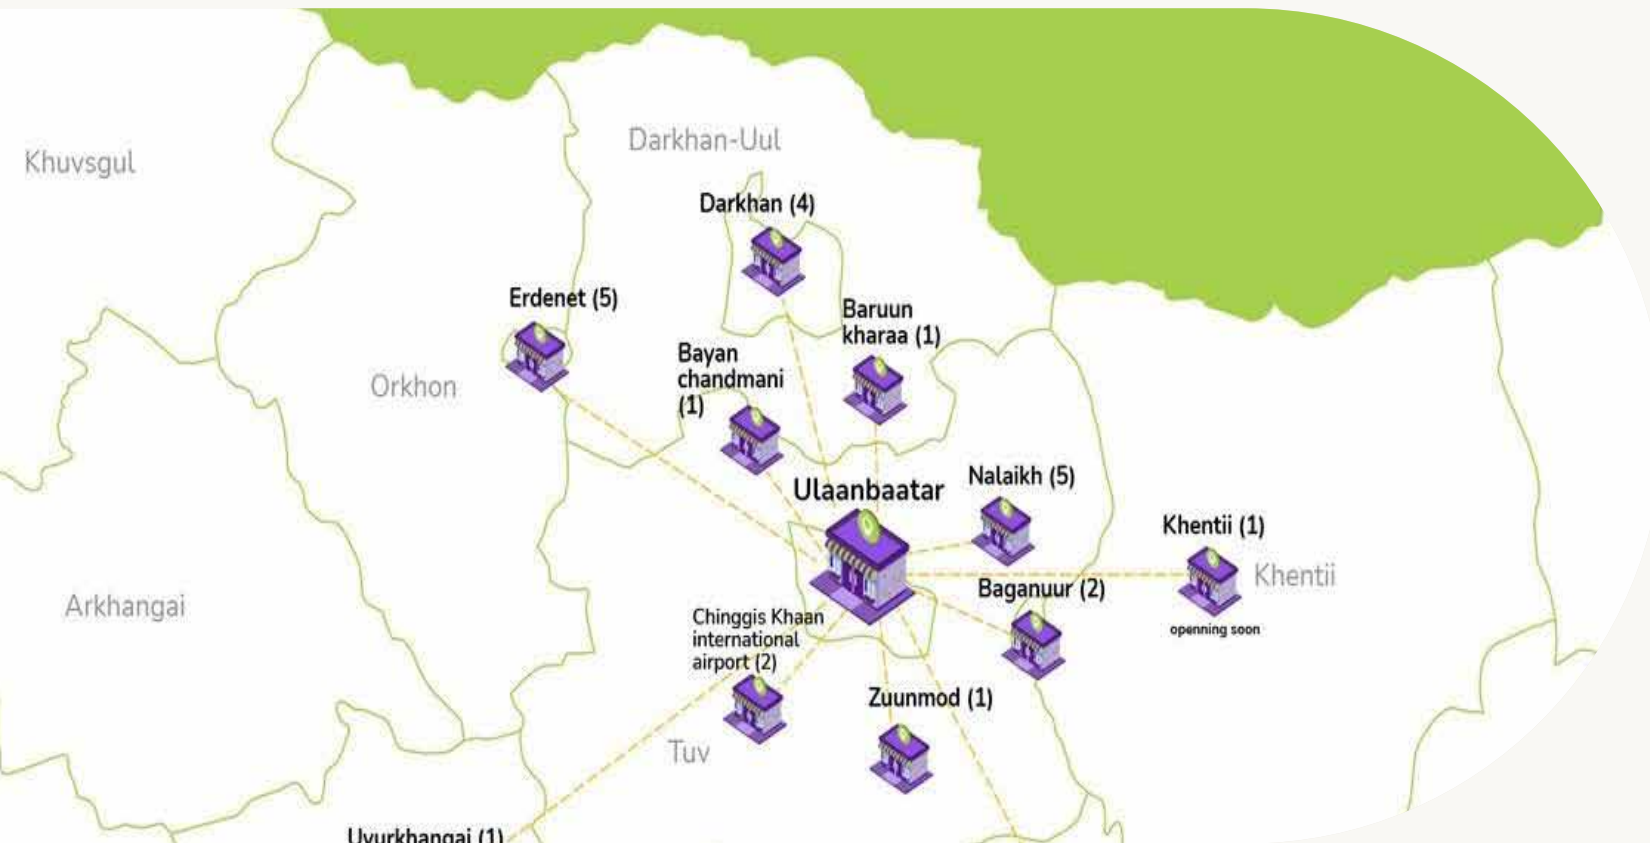 Darkhan-Uul
Khuvsgul
Darkhan (4)
Erdenet (5)
Baruun
kharaa (1)
Bayan
chandmani
(1)
Orkhon
Nalaikh (5)
Ulaanbaatar
Khentii (1)
Khentii
Baganuur (2)
Arkhangai
Chinggis Khaan
international
airport (2)
openning soon
Zuunmod (1)
Tuv
Uvurkhangai (1)